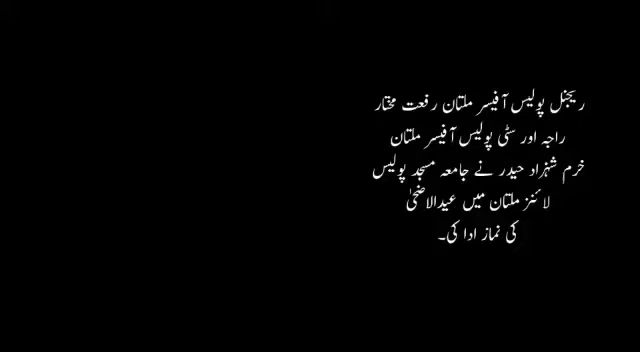 ریجنل پولیس آفیسر ملتان رفعت مختار
راجہ اور سٹی پولیس آفیسر ملتان
خرم شہزاد حیدر نے جامعہ مسجد پولیس
لائنز ملتان میں عیدالاضحیٰ
کی نماز ادا کی۔